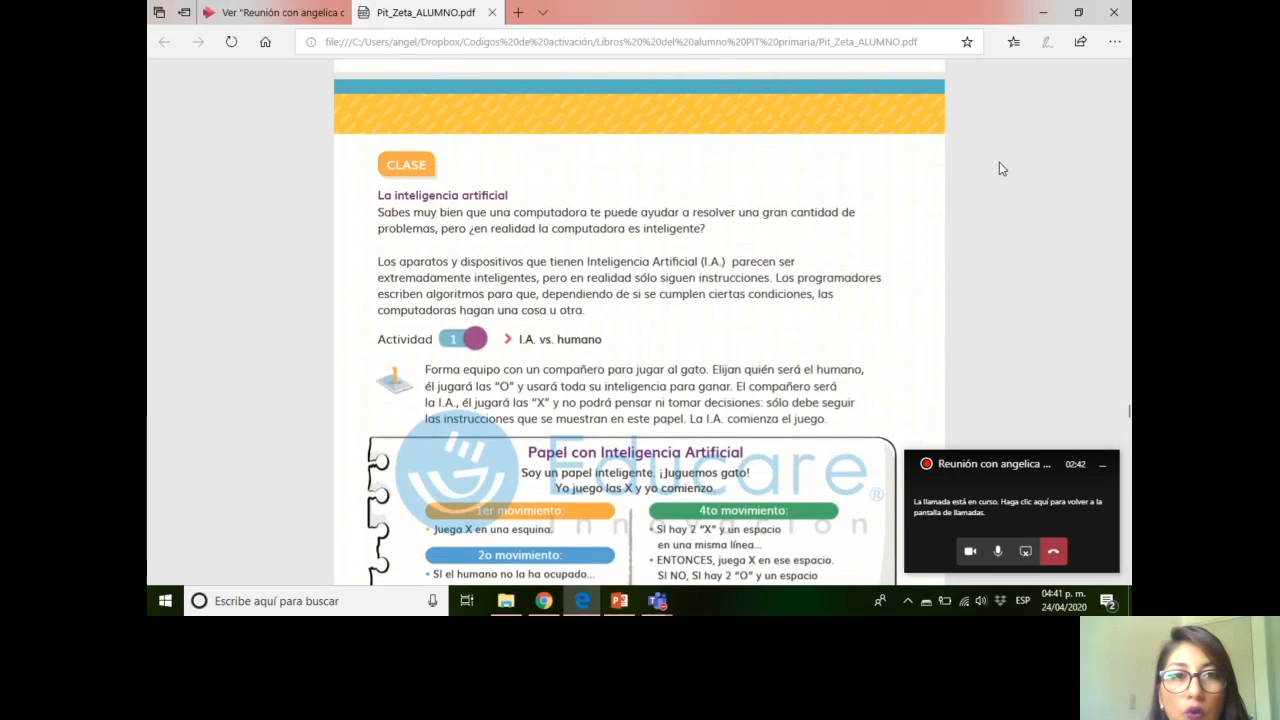 Ver "Reunión con angelica c
Pit_Zeta_ALUMNO.pdf
file:///C:/Users/angel/Dropbox/Codigos%20de%20activación/Libros%20%20del%20alumno%20PIT%20primaria/Pit_Zeta_ALUMNO.pdf
CLASE
La inteligencia artificial
Sabes muy bien que una computadora te puede ayudar a resolver una gran cantidad de
problemas, pero ¿en realidad la computadora es inteligente?
Los aparatos y dispositivos que tienen Inteligencia Artificial (I.A.) parecen ser
extremadamente inteligentes, pero en realidad sólo siguen instrucciones. Los programadores
escriben algoritmos para que, dependiendo de si se cumplen ciertas condiciones, las
computadoras hagan una cosa u otra.
Actividad 1 > I.A. vs. humano
Forma equipo con un compañero para jugar al gato. Elijan quién será el humano,
él jugará las “O” y usará toda su inteligencia para ganar. El compañero será
la I.A., él jugará las “X” y no podrá pensar ni tomar decisiones: sólo debe seguir
las instrucciones que se muestran en este papel. La I.A. comienza el juego.
Educare®
Innovación
Papel con Inteligencia Artificial
Soy un papel inteligente. ¡Juguemos gato!
Yo juego las X y yo comienzo.
1er movimiento:
• Juega X en una esquina.
2o movimiento:
• SI el humano no la ha ocupado...
4to movimiento:
• SI hay 2 “X” y un espacio
en una misma línea...
• ENTONCES, juega X en ese espacio.
SI NO, SI hay 2 “O” y un espacio
Reunión con angelica ... 02:42
La llamada está en curso. Haga clic aquí para volver a la
pantalla de llamadas.
Escribe aquí para buscar
ESP
04:41 p. m.
24/04/2020
2